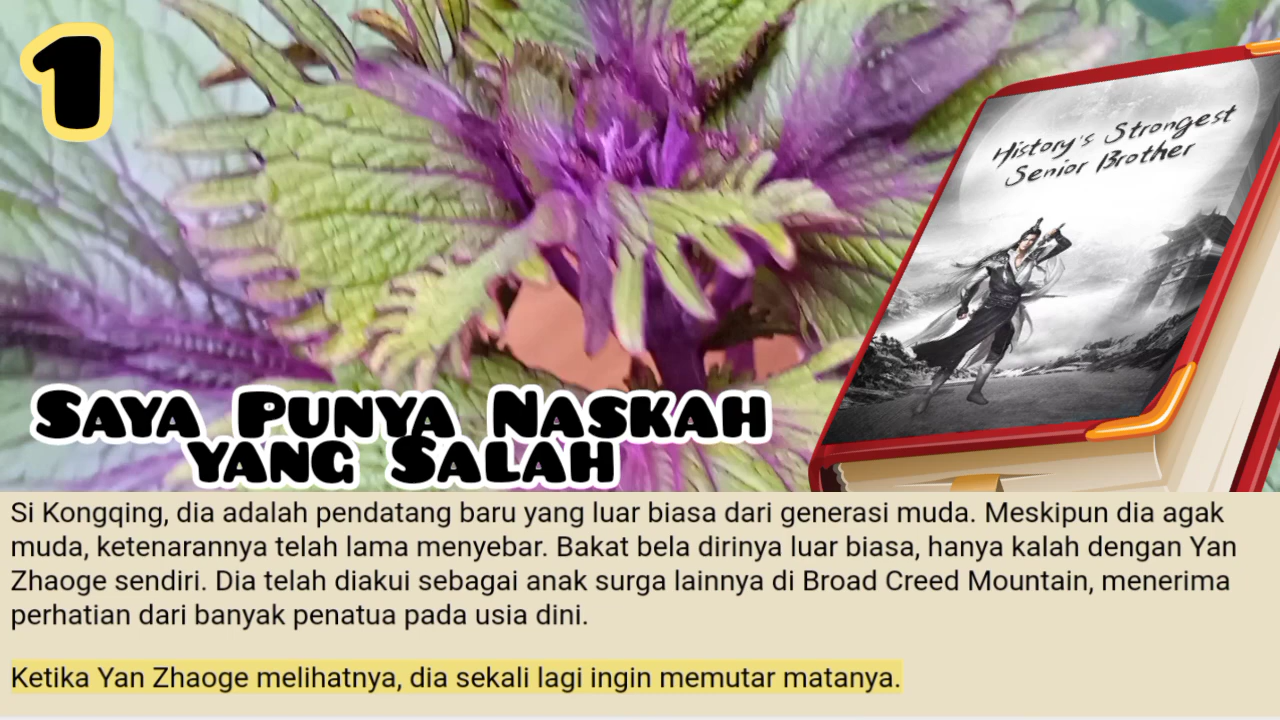 1
History's Strongest
Senior Brother
Saya Punya Naskah
yang Salah
Si Kongqing, dia adalah pendatang baru yang luar biasa dari generasi muda. Meskipun dia agak
muda, ketenarannya telah lama menyebar. Bakat bela dirinya luar biasa, hanya kalah dengan Yan
Zhaoge sendiri. Dia telah diakui sebagai anak surga lainnya di Broad Creed Mountain, menerima
perhatian dari banyak penatua pada usia dini.
Ketika Yan Zhaoge melihatnya, dia sekali lagi ingin memutar matanya.